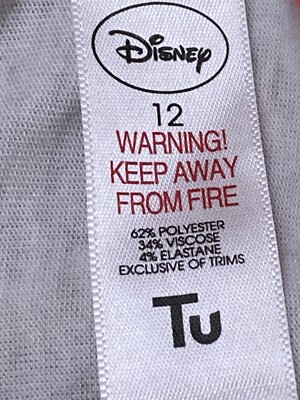 Disney
12
WARNING!
KEEP AWAY
FROM FIRE
62% POLYESTER
34% VISCOSE
4% ELASTANE
EXCLUSIVE OF TRIMS
Tu